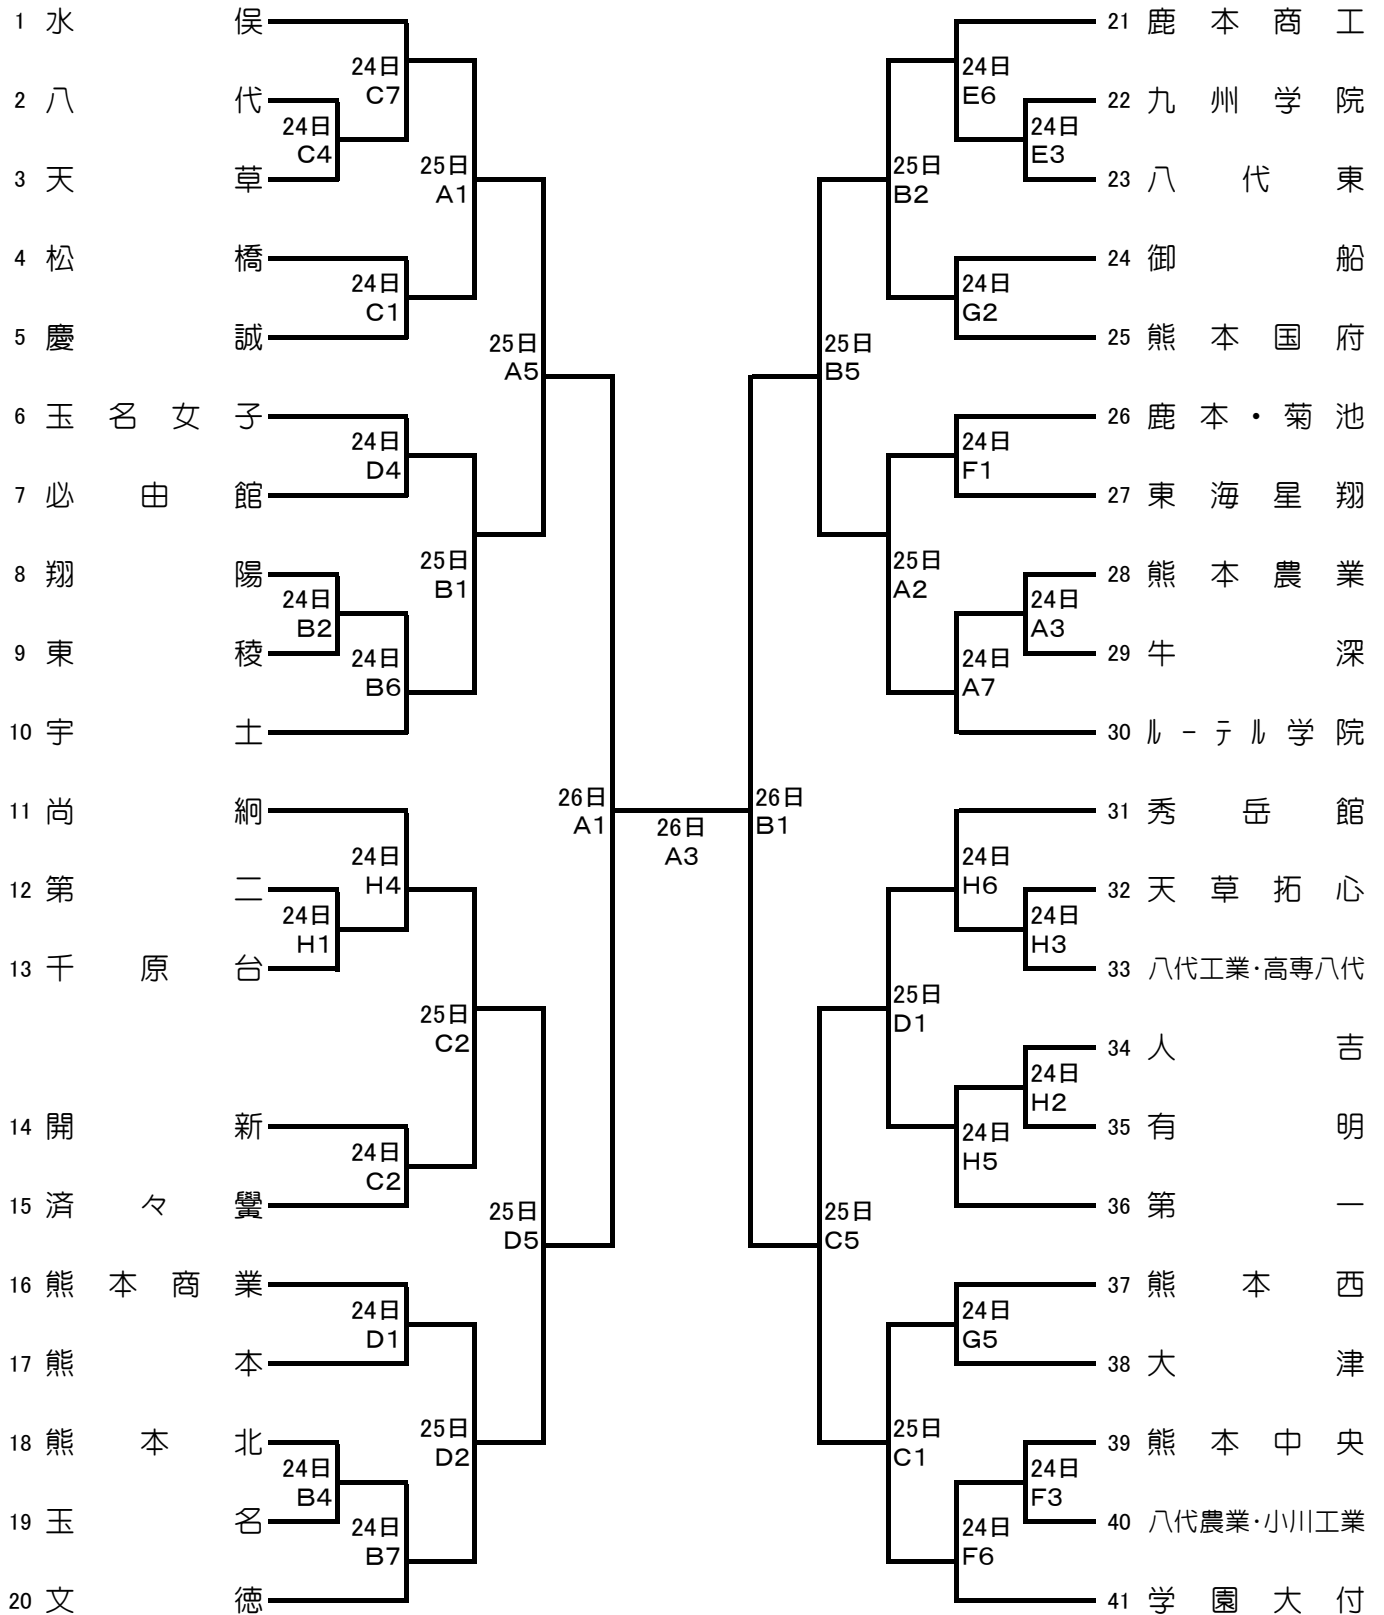 1 水俣
24日
C7
2 八代
24日
C4
3 天草
25日
A1
4 松橋
24日
C1
5 慶誠
25日
A5
6 玉名女子
24日
D4
7 必由館
25日
B1
8 翔陽
24日
B2
9 東稜
24日
B6
10 宇土
26日
A1
11 尚絅
24日
H4
12 第二
24日
H1
13 千原台
25日
C2
14 開新
24日
C2
15 済々黌
25日
D5
16 熊本商業
24日
D1
17 熊本
25日
D2
18 熊本北
24日
B4
19 玉名
24日
B7
20 文徳
26日
A3
21 鹿本商工
24日
E6
22 九州学院
24日
E3
23 八代東
25日
B2
24 御船
24日
G2
25 熊本国府
25日
B5
26 鹿本・菊池
24日
F1
27 東海星翔
25日
A2
28 熊本農業
24日
A3
29 牛深
24日
A7
30 ルーテル学院
26日
B1
31 秀岳館
24日
H6
32 天草拓心
24日
H3
33 八代工業・高専八代
25日
D1
34 人吉
24日
H2
35 有明
24日
H5
36 第一
25日
C5
37 熊本西
24日
G5
38 大津
25日
C1
39 熊本中央
24日
F3
40 八代農業・小川工業
24日
F6
41 学園大付